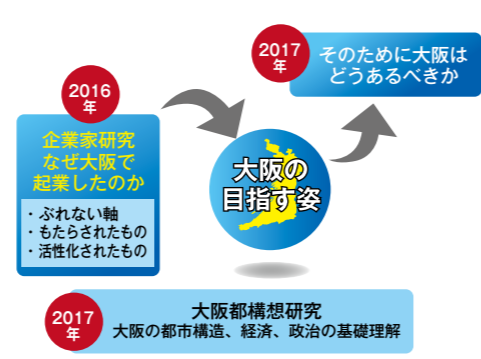 2016
年
企業家研究
なぜ大阪で
起業したのか
・ぶれない軸
・もたらされたもの
・活性化されたもの
大阪の
目指す姿
2017
年
そのために大阪は
どうあるべきか
2017
年
大阪都構想研究
大阪の都市構造、経済、政治の基礎理解